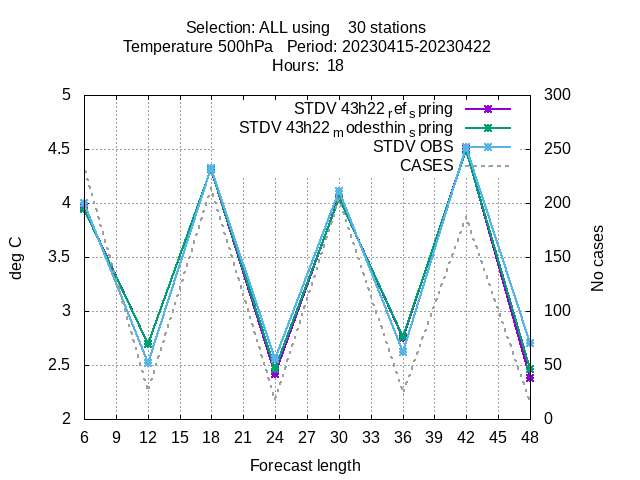 Selection: ALL using 30 stations
Temperature 500hPa Period: 20230415-20230422
Hours: 18
5 300
STDV 43h22 ref spring
STDV 43h22 modesthin spring
4.5 STDV OBS 250
CASES
4 200
3.5 150
deg C
No cases
3 100
2.5 50
2 0
6 9 12 15 18 21 24 27 30 33 36 39 42 45 48
Forecast length